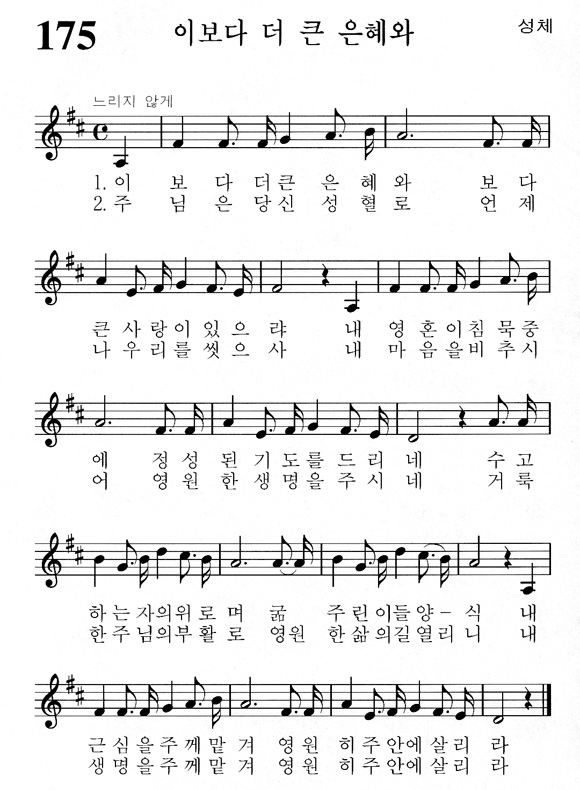 175 이보다 더 큰 은혜와 성체
느리지 않게
1. 이 보 다 더 큰 은 혜 와 보 다
2. 주 님 은 당 신 성 혈 로 언 제
큰 사 랑 이 있 으 랴 내 영 혼 이 침 묵 중
나 우 리 를 씻 으 사 내 마 음 을 비 추 시
에 정 성 된 기 도 를 드 리 네 수 고
어 영 원 한 생 명 을 주 시 네 거 룩
하 는 자 의 위 로 며 굶 주 린 이 들 양 - 식 내
한 주 님 의 부 활 로 영 원 한 삶 의 길 열 리 니 내
근 심 을 주 께 맡 겨 영 원 히 주 안 에 살 리 라
생 명 을 주 께 맡 겨 영 원 히 주 안 에 살 리 라